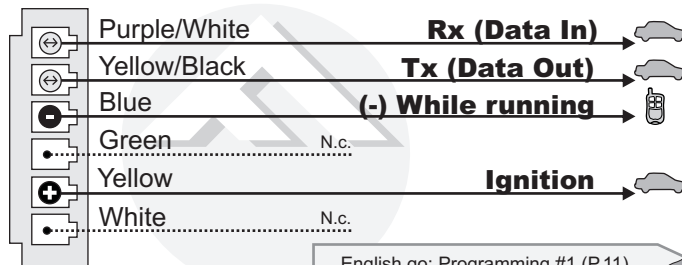 Purple/White Rx (Data In)
Yellow/Black Tx (Data Out)
Blue (-) While running
Green N.c.
Yellow Ignition
White N.c.
English go: Programming #1 (P.11)